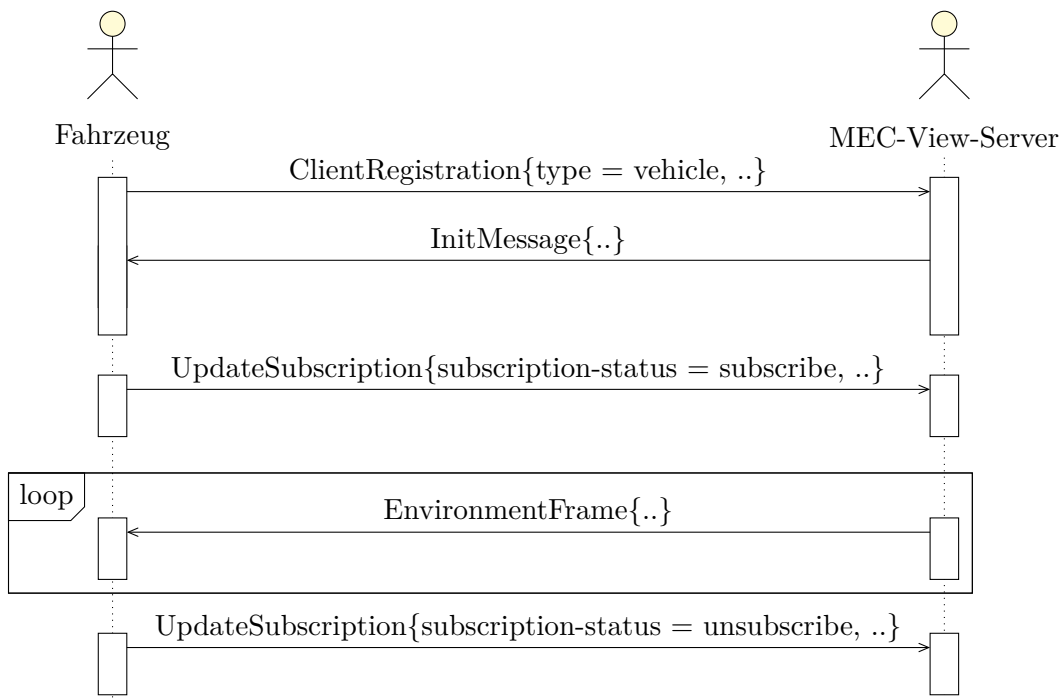 Fahrzeug
MEC-View-Server
ClientRegistration{type = vehicle, ..}
InitMessage{..}
UpdateSubscription{subscription-status = subscribe, ..}
loop
EnvironmentFrame{..}
UpdateSubscription{subscription-status = unsubscribe, ..}